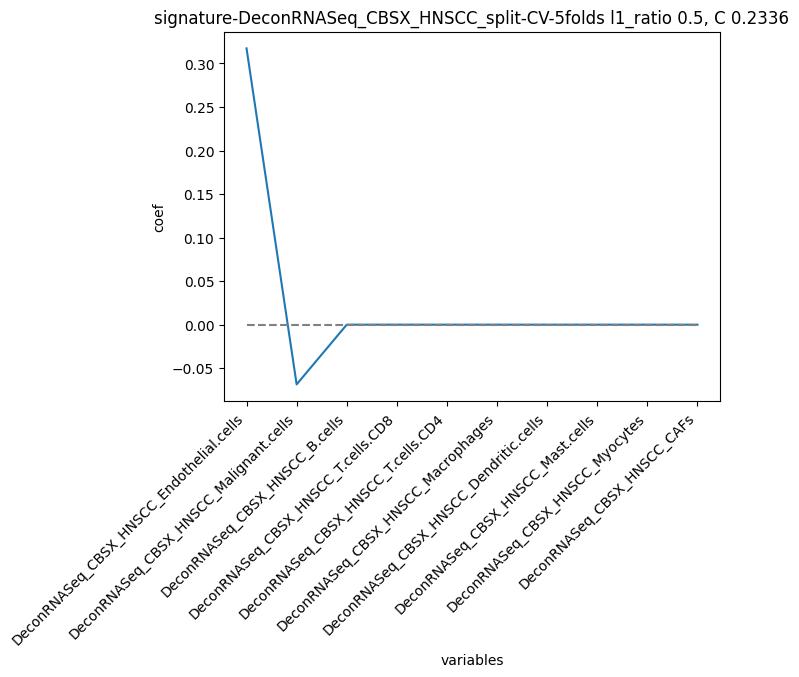 signature-DeconRNASeq_CBSX_HNSCC_split-CV-5folds l1_ratio 0.5, C 0.2336
0.30
0.25
0.20
0.15
0.10
0.05
0.00
−0.05
coef
DeconRNASeq_CBSX_HNSCC_Endothelial.cells
DeconRNASeq_CBSX_HNSCC_Malignant.cells
DeconRNASeq_CBSX_HNSCC_B.cells
DeconRNASeq_CBSX_HNSCC_T.cells.CD8
DeconRNASeq_CBSX_HNSCC_T.cells.CD4
DeconRNASeq_CBSX_HNSCC_Macrophages
DeconRNASeq_CBSX_HNSCC_Dendritic.cells
DeconRNASeq_CBSX_HNSCC_Mast.cells
DeconRNASeq_CBSX_HNSCC_Myocytes
DeconRNASeq_CBSX_HNSCC_CAFs
variables